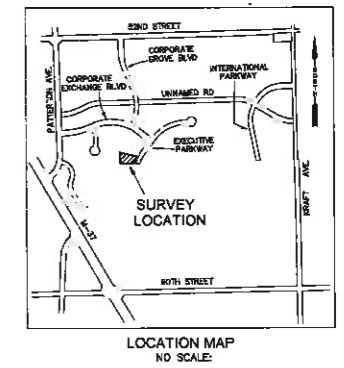 52ND STREET
CORPORATE
GROVE BLVD
INTERNATIONAL
PARKWAY
PATTERSON AVE.
CORPORATE
EXCHANGE BLVD
UNNAMED RD
NORTH
EXECUTIVE
PARKWAY
SURVEY
LOCATION
KRAFT AVE.
M-37
60TH STREET
LOCATION MAP
NO SCALE: